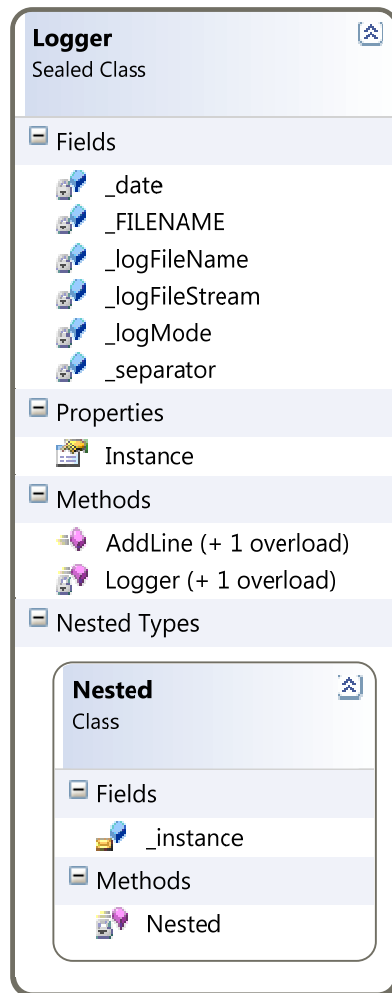 Logger
Sealed Class
Fields
_date
_FILENAME
_logFileName
_logFileStream
_logMode
_separator
Properties
Instance
Methods
AddLine (+ 1 overload)
Logger (+ 1 overload)
Nested Types
Nested
Class
Fields
_instance
Methods
Nested